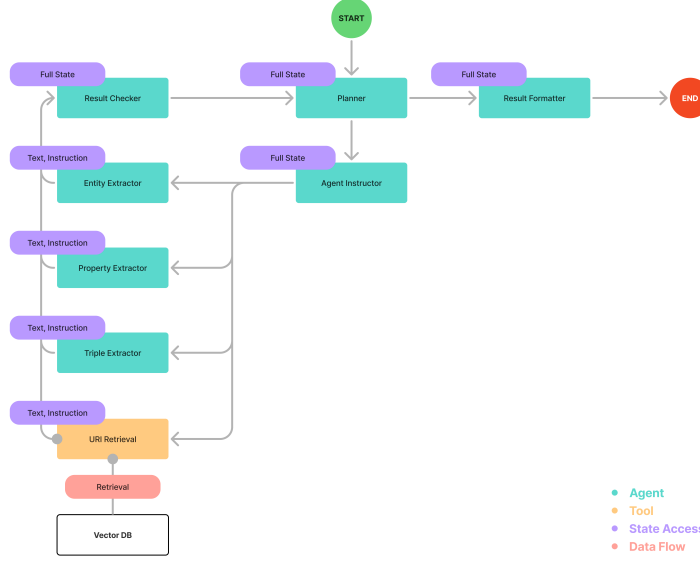 START
Full State
Full State
Full State
Result Checker
Planner
Result Formatter
END
Text, Instruction
Full State
Entity Extractor
Agent Instructor
Text, Instruction
Property Extractor
Text, Instruction
Triple Extractor
Text, Instruction
URI Retrieval
Retrieval
Vector DB
Agent
Tool
State Access
Data Flow